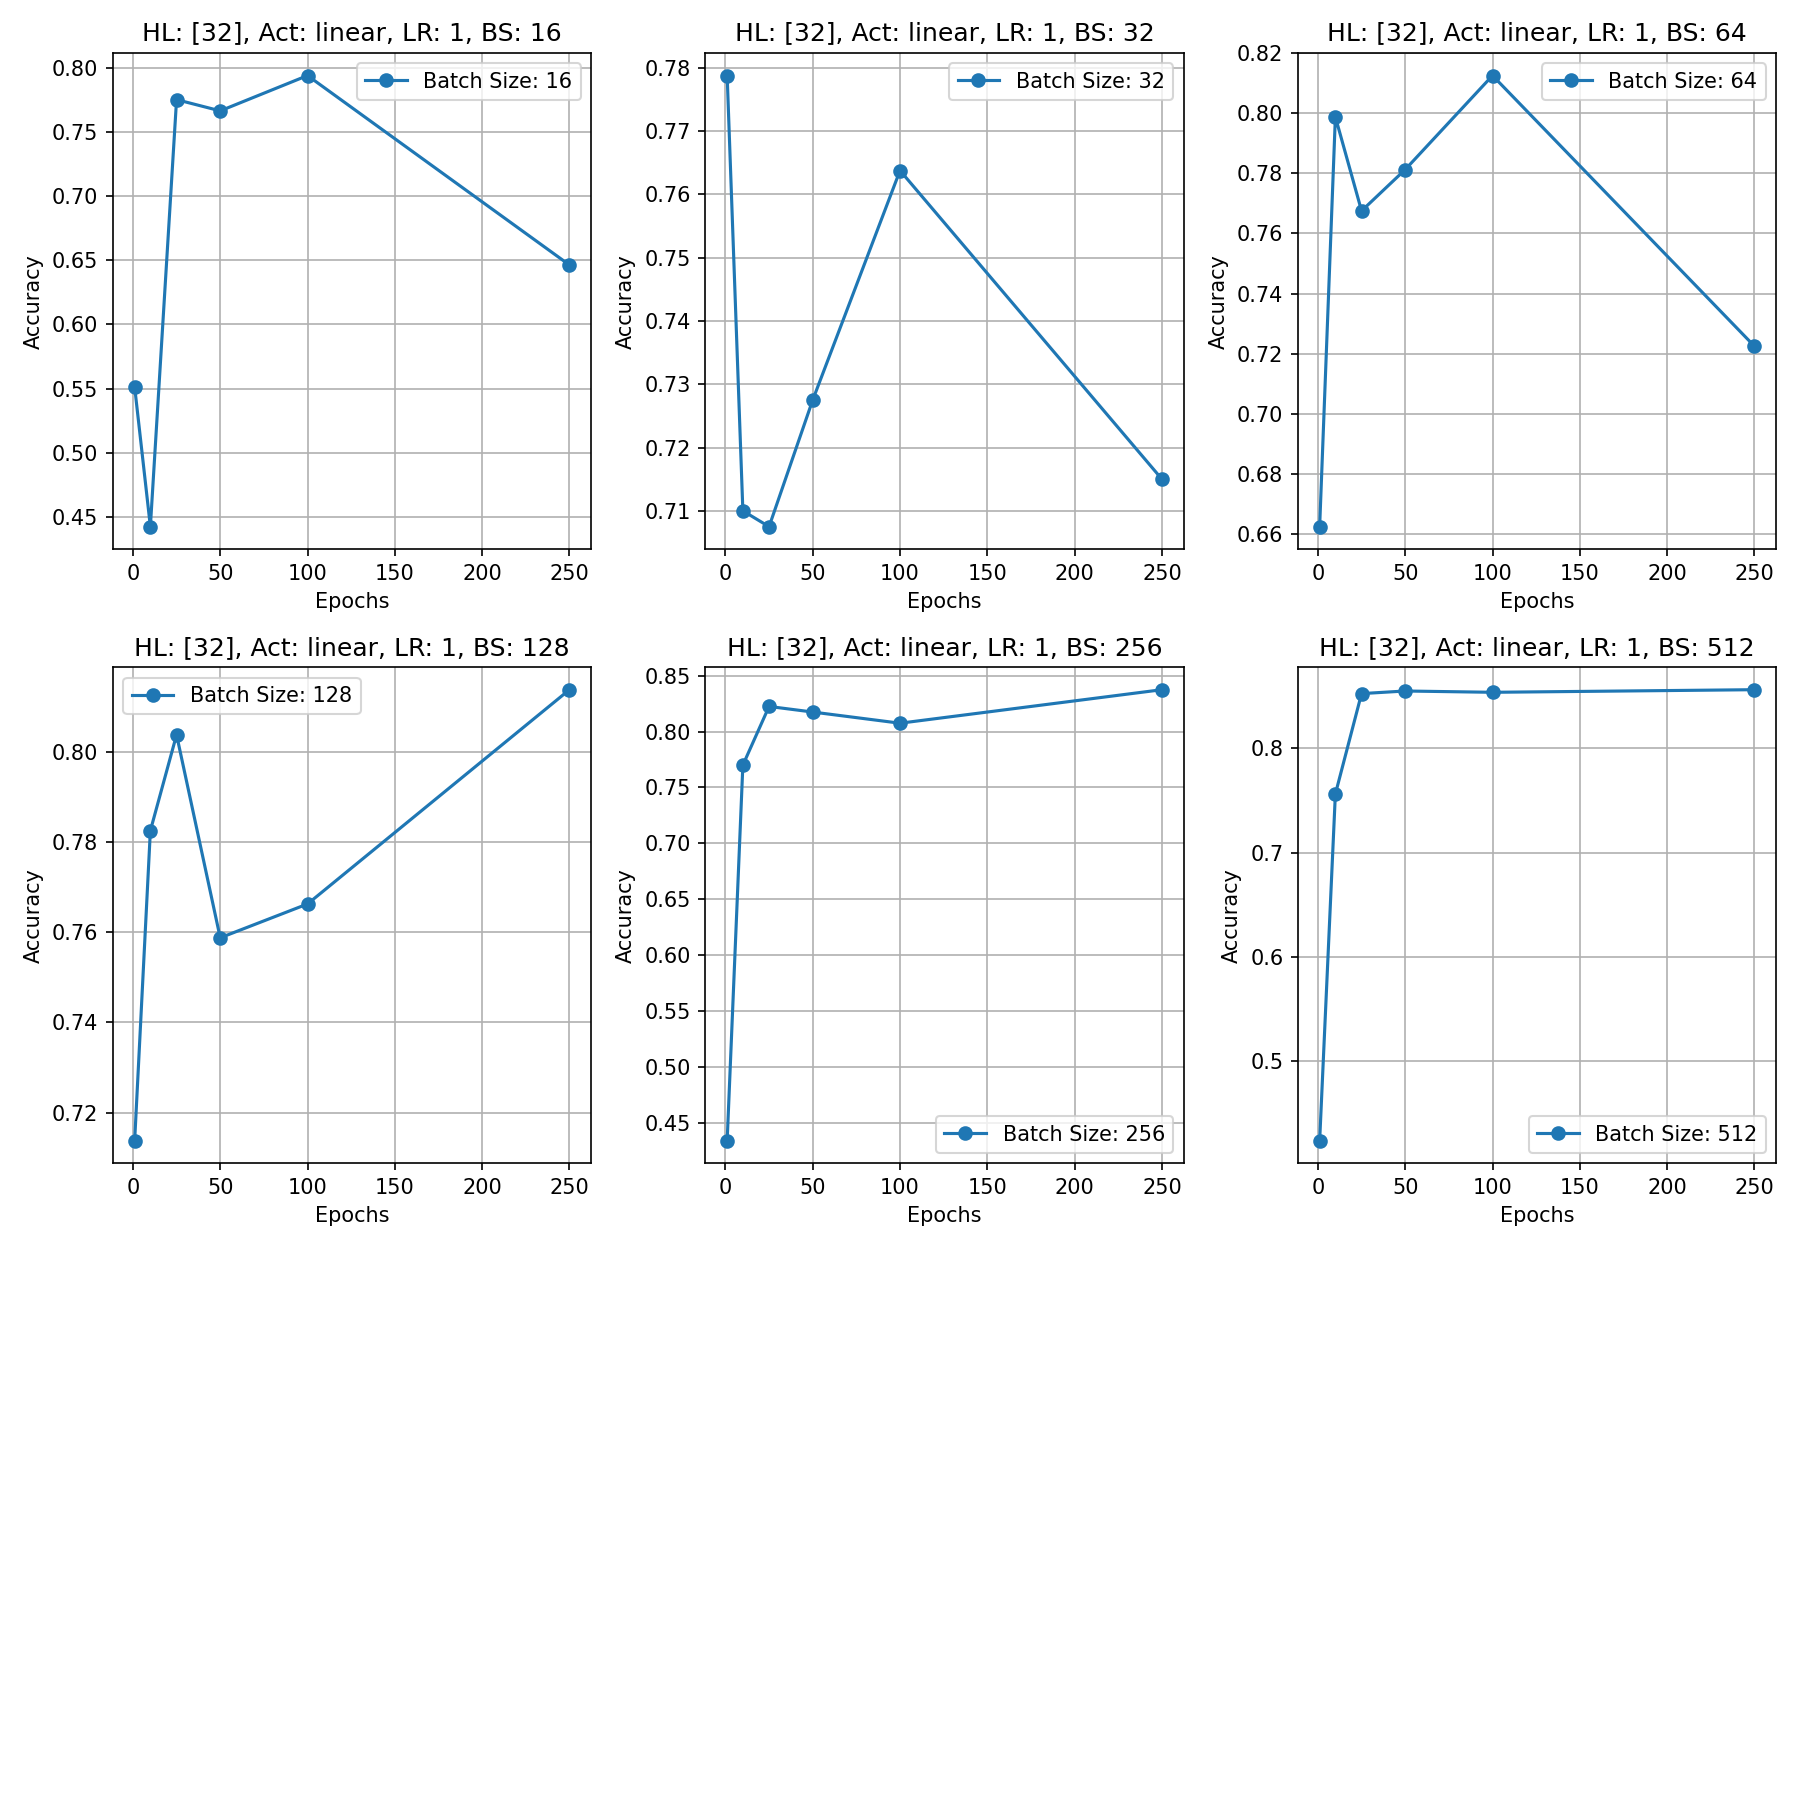 HL: [32], Act: linear, LR: 1, BS: 16
Batch Size: 16
Accuracy
0.80
0.75
0.70
0.65
0.60
0.55
0.50
0.45
0 50 100 150 200 250
Epochs
HL: [32], Act: linear, LR: 1, BS: 32
Batch Size: 32
Accuracy
0.78
0.77
0.76
0.75
0.74
0.73
0.72
0.71
0 50 100 150 200 250
Epochs
HL: [32], Act: linear, LR: 1, BS: 64
Batch Size: 64
Accuracy
0.82
0.80
0.78
0.76
0.74
0.72
0.70
0.68
0.66
0 50 100 150 200 250
Epochs
HL: [32], Act: linear, LR: 1, BS: 128
Batch Size: 128
Accuracy
0.80
0.78
0.76
0.74
0.72
0 50 100 150 200 250
Epochs
HL: [32], Act: linear, LR: 1, BS: 256
Batch Size: 256
Accuracy
0.85
0.80
0.75
0.70
0.65
0.60
0.55
0.50
0.45
0 50 100 150 200 250
Epochs
HL: [32], Act: linear, LR: 1, BS: 512
Batch Size: 512
Accuracy
0.8
0.7
0.6
0.5
0 50 100 150 200 250
Epochs